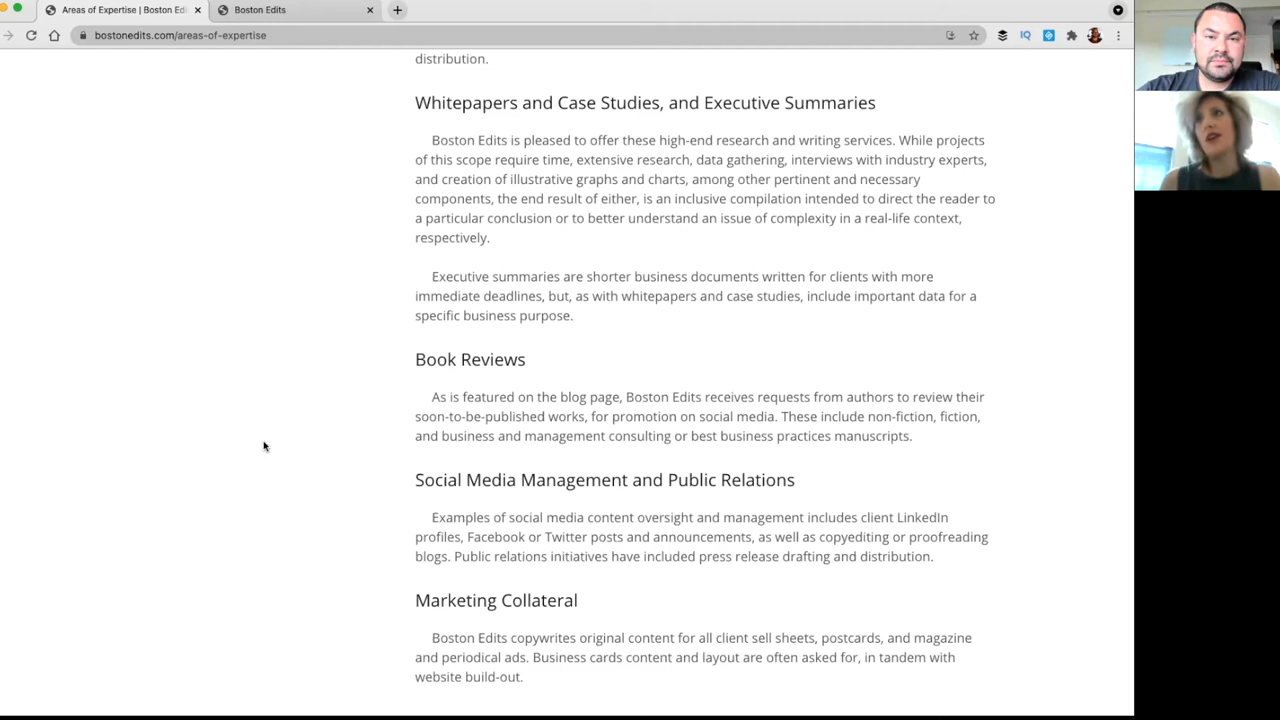 Areas of Expertise | Boston Edi
Boston Edits
bostonedits.com/areas-of-expertise
distribution.
Whitepapers and Case Studies, and Executive Summaries
Boston Edits is pleased to offer these high-end research and writing services. While projects
of this scope require time, extensive research, data gathering, interviews with industry experts,
and creation of illustrative graphs and charts, among other pertinent and necessary
components, the end result of either, is an inclusive compilation intended to direct the reader to
a particular conclusion or to better understand an issue of complexity in a real-life context,
respectively.
Executive summaries are shorter business documents written for clients with more
immediate deadlines, but, as with whitepapers and case studies, include important data for a
specific business purpose.
Book Reviews
As is featured on the blog page, Boston Edits receives requests from authors to review their
soon-to-be-published works, for promotion on social media. These include non-fiction, fiction,
and business and management consulting or best business practices manuscripts.
Social Media Management and Public Relations
Examples of social media content oversight and management includes client LinkedIn
profiles, Facebook or Twitter posts and announcements, as well as copyediting or proofreading
blogs. Public relations initiatives have included press release drafting and distribution.
Marketing Collateral
Boston Edits copywrites original content for all client sell sheets, postcards, and magazine
and periodical ads. Business cards content and layout are often asked for, in tandem with
website build-out.